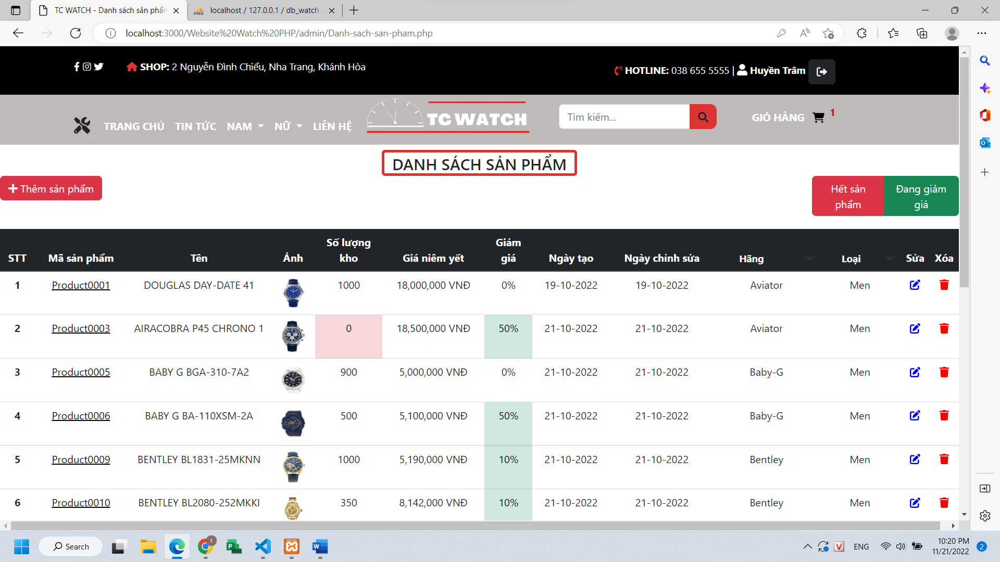 TC WATCH - Danh sách sản phẩm
localhost / 127.0.0.1 / db_watch /
localhost:3000/Website%20Watch%20PHP/admin/Danh-sach-san-pham.php
SHOP: 2 Nguyễn Đình Chiểu, Nha Trang, Khánh Hòa
HOTLINE: 038 655 5555 | Huyền Trâm
TRANG CHỦ TIN TỨC NAM NỮ LIÊN HỆ
TC WATCH
Tìm kiếm...
GIỎ HÀNG 1
DANH SÁCH SẢN PHẨM
Thêm sản phẩm
Hết sản phẩm
Đang giảm giá
STT Mã sản phẩm Tên Ảnh Số lượng kho Giá niêm yết Giảm giá Ngày tạo Ngày chỉnh sửa Hãng Loại Sửa Xóa
1 Product0001 DOUGLAS DAY-DATE 41 1000 18,000,000 VNĐ 0% 19-10-2022 19-10-2022 Aviator Men
2 Product0003 AIRACOBRA P45 CHRONO 1 0 18,500,000 VNĐ 50% 21-10-2022 21-10-2022 Aviator Men
3 Product0005 BABY G BGA-310-7A2 900 5,000,000 VNĐ 0% 21-10-2022 21-10-2022 Baby-G Men
4 Product0006 BABY G BA-110XSM-2A 500 5,100,000 VNĐ 50% 21-10-2022 21-10-2022 Baby-G Men
5 Product0009 BENTLEY BL1831-25MKNN 1000 5,190,000 VNĐ 10% 21-10-2022 21-10-2022 Bentley Men
6 Product0010 BENTLEY BL2080-252MKKI 350 8,142,000 VNĐ 10% 21-10-2022 21-10-2022 Bentley Men
Search
ENG
10:20 PM
11/21/2022
2